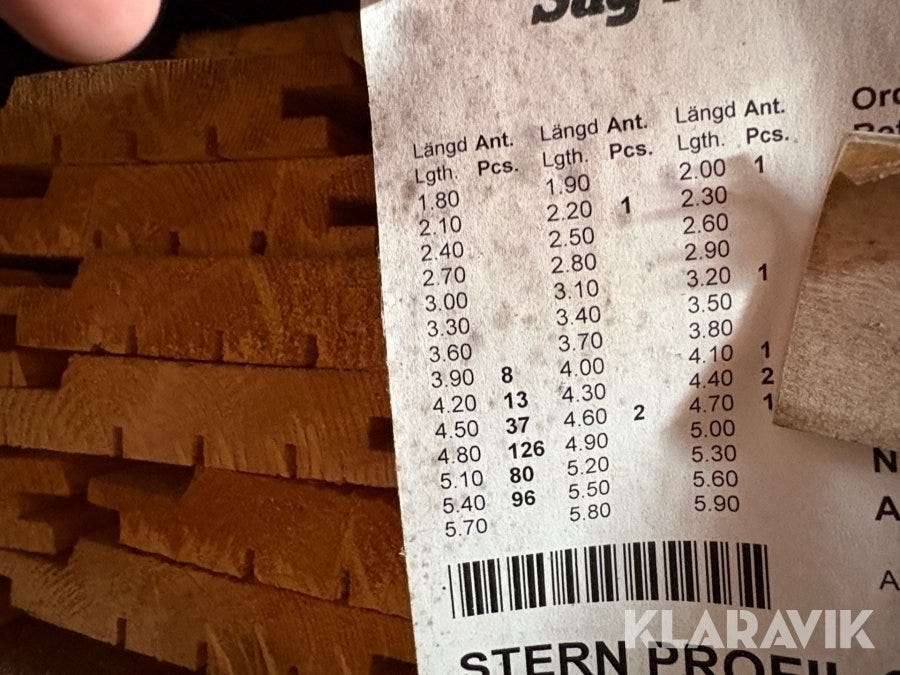 Längd Ant. Längd Ant. Längd Ant.
Lgth. Pcs. Lgth. Pcs. Lgth. Pcs.
1.80 1.90 2.00 1
2.10 2.20 1 2.30
2.40 2.50 2.60
2.70 2.80 2.90
3.00 3.10 3.20 1
3.30 3.40 3.50
3.60 3.70 3.80
3.90 8 4.00 4.10 1
4.20 13 4.30 4.40 2
4.50 37 4.60 2 4.70 1
4.80 126 4.90 5.00
5.10 80 5.20 5.30
5.40 96 5.50 5.60
5.70 5.80 5.90
KLARAVIK
STERN PROFIL